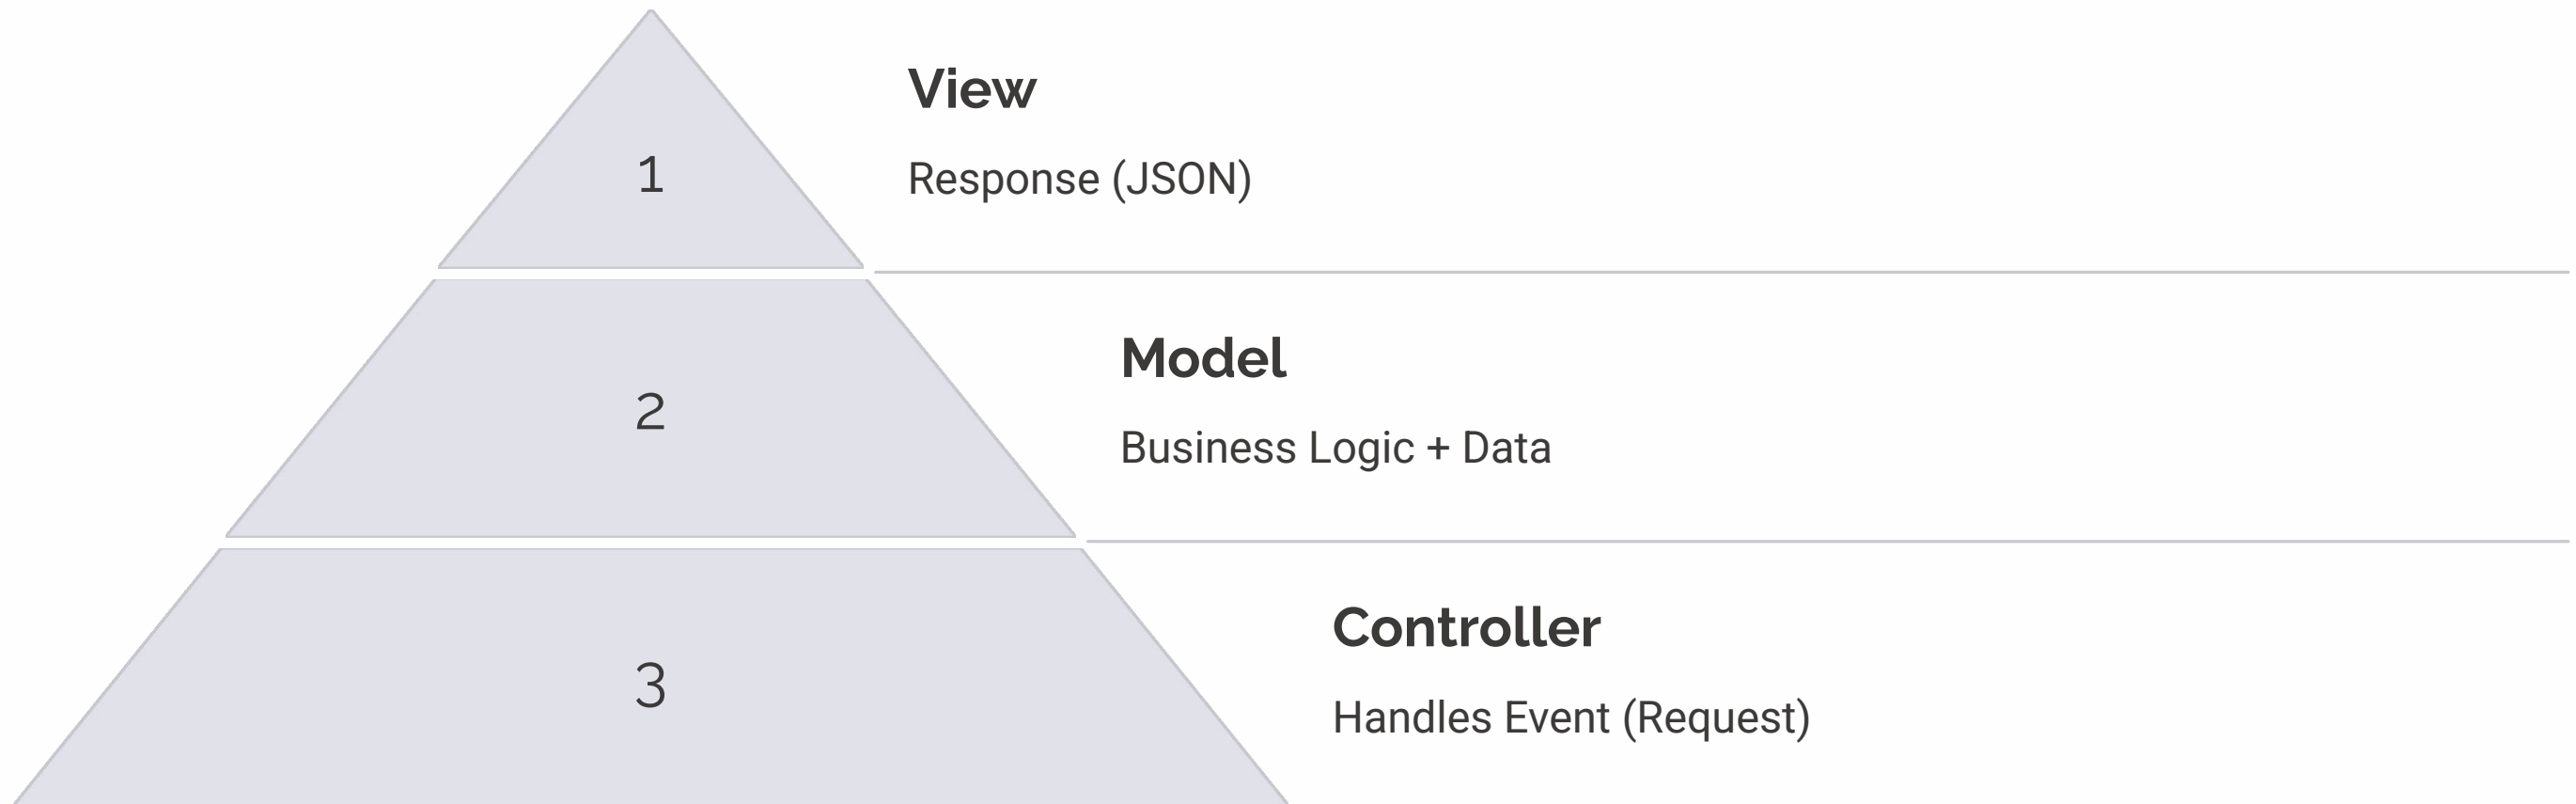 View
1
Response (JSON)
Model
2
Business Logic + Data
Controller
3
Handles Event (Request)